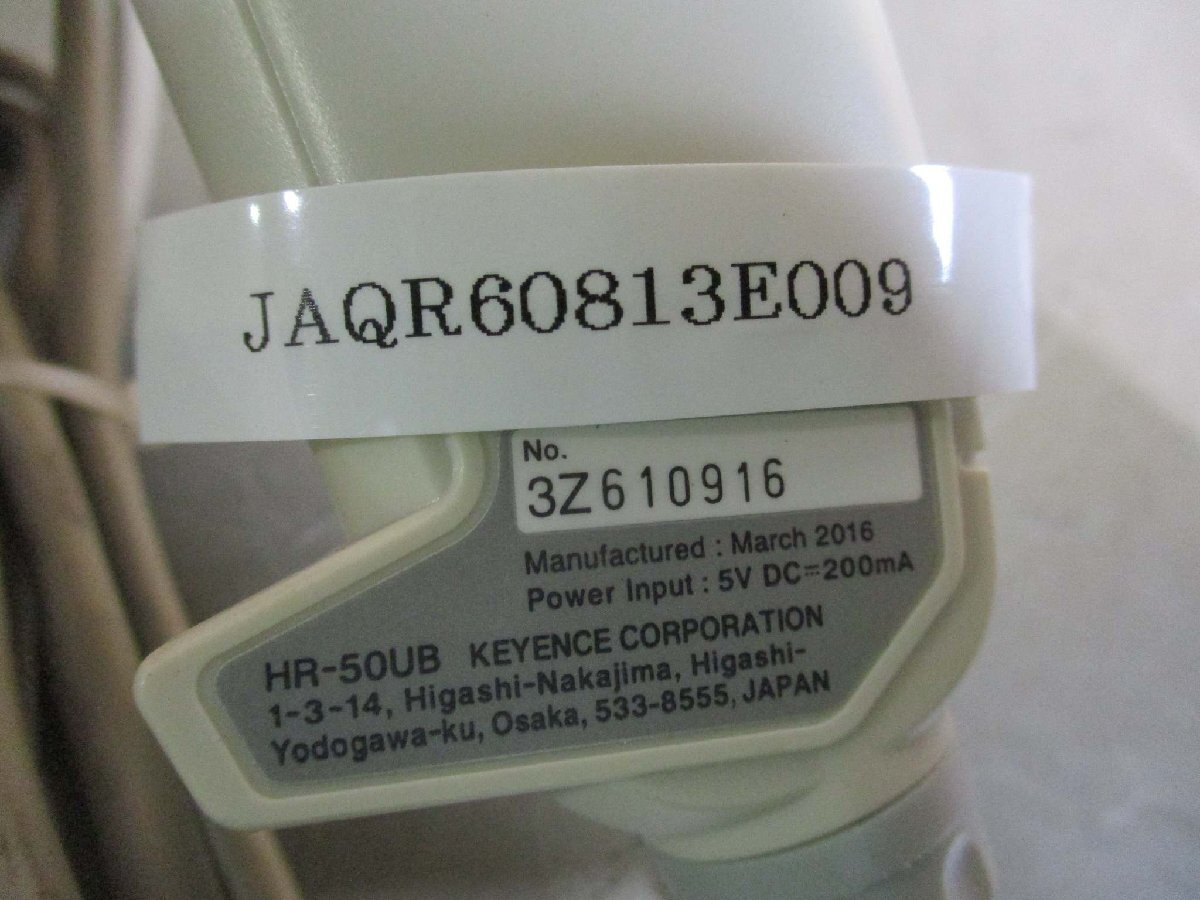 JAQR60813E009
No.
3Z610916
Manufactured : March 2016
Power Input : 5V DC⎓200mA
HR-50UB KEYENCE CORPORATION
1-3-14, Higashi-Nakajima, Higashi-
Yodogawa-ku, Osaka, 533-8555, JAPAN